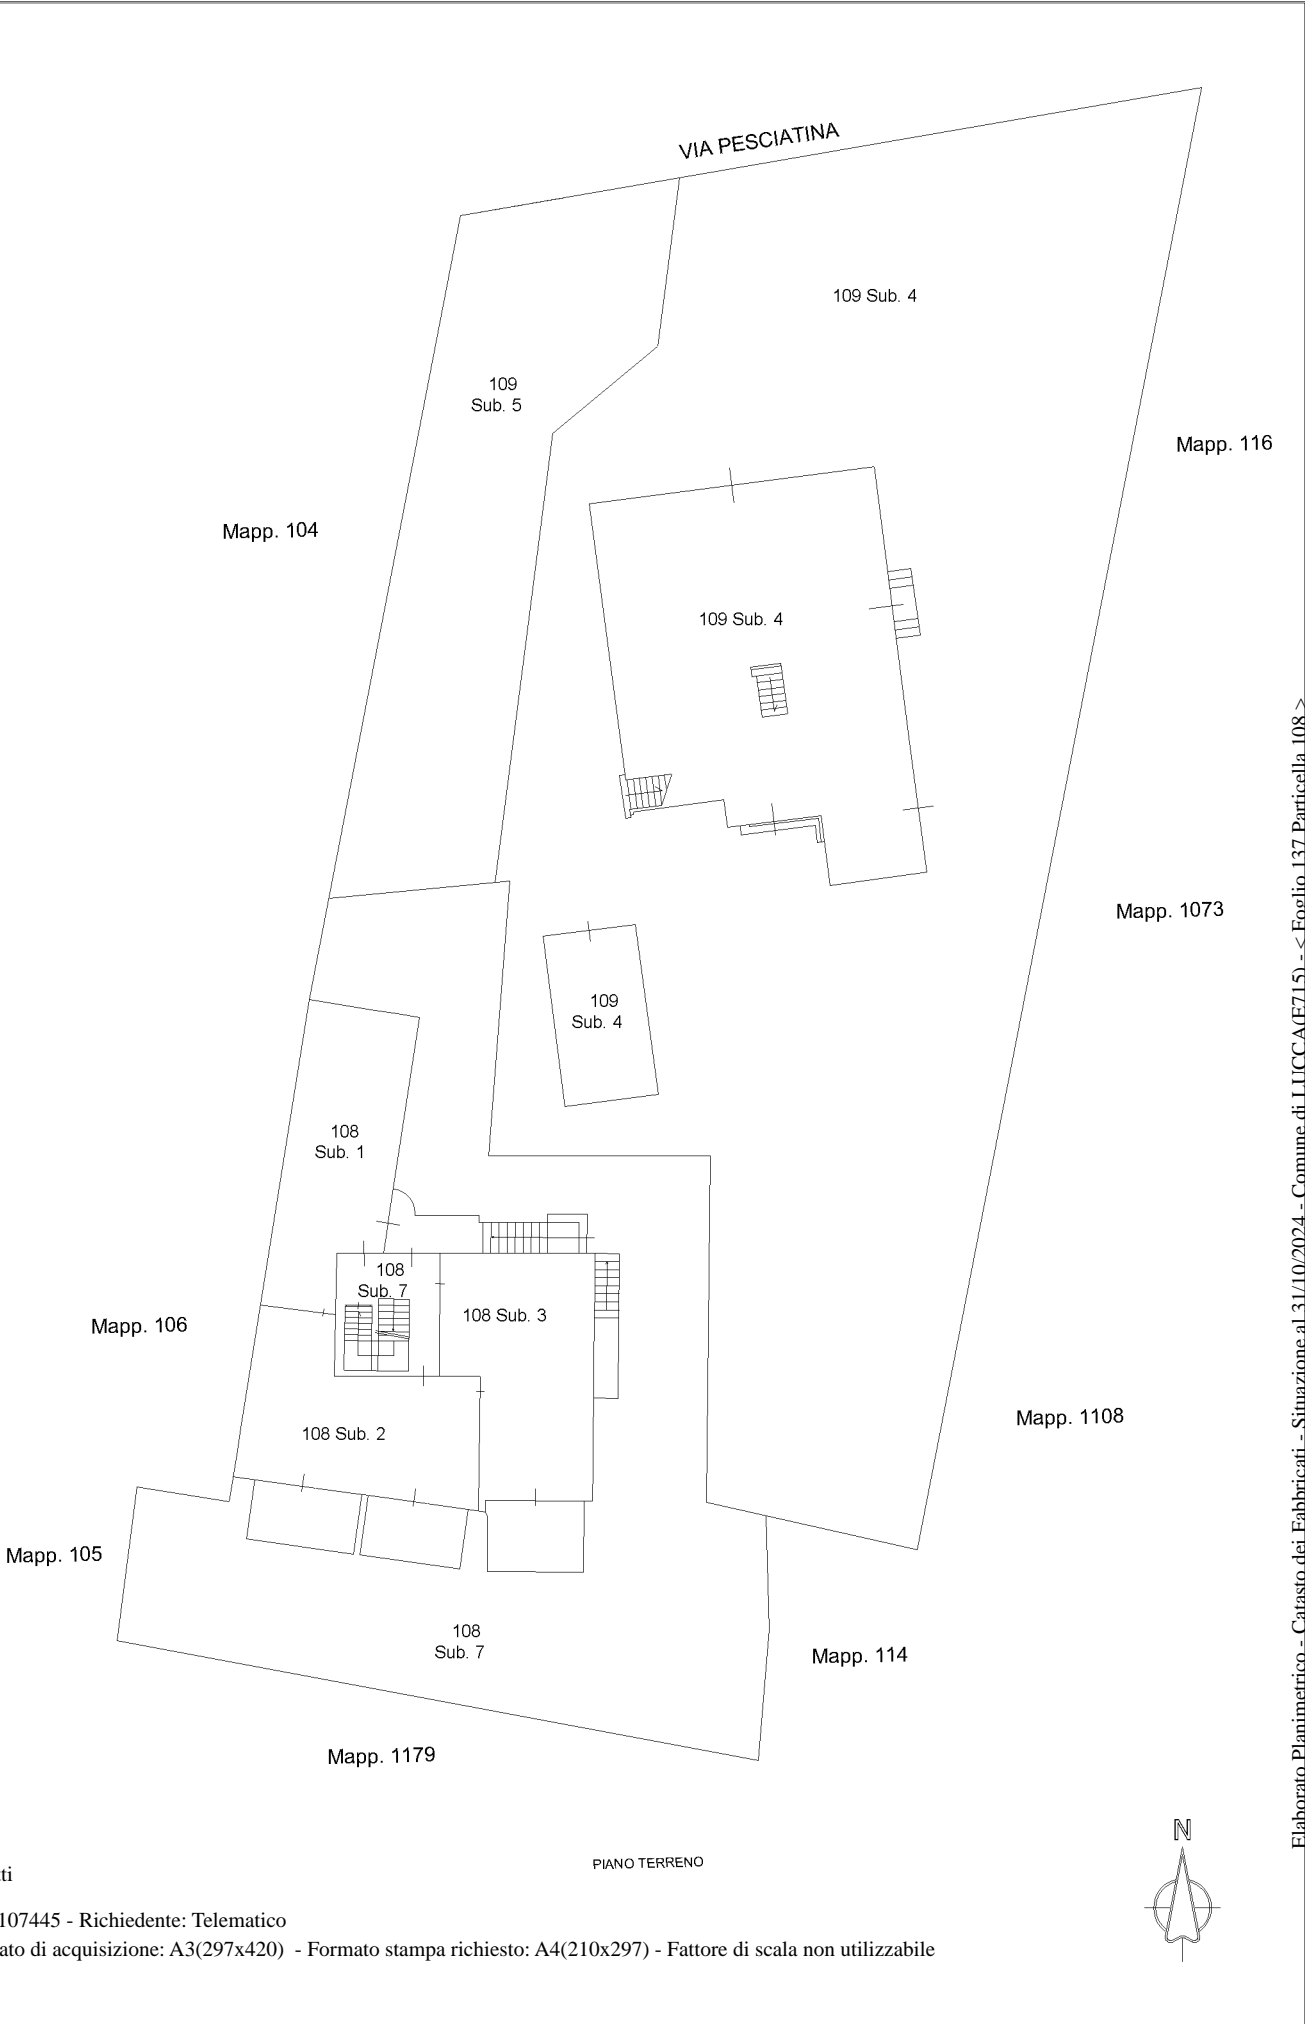 VIA PESCIATINA
109 Sub. 4
109
Sub. 5
Mapp. 116
Mapp. 104
109 Sub. 4
Mapp. 1073
109
Sub. 4
108
Sub. 1
108
Sub. 7
108 Sub. 3
Mapp. 106
Mapp. 1108
108 Sub. 2
Mapp. 105
108
Sub. 7
Mapp. 114
Mapp. 1179
N
PIANO TERRENO
ti
107445 - Richiedente: Telematico
ato di acquisizione: A3(297x420) - Formato stampa richiesto: A4(210x297) - Fattore di scala non utilizzabile
Elaborato Planimetrico - Catasto dei Fabbricati - Situazione al 31/10/2024 - Comune di LUCCA(E715) - < Foglio 137 Particella 108 >